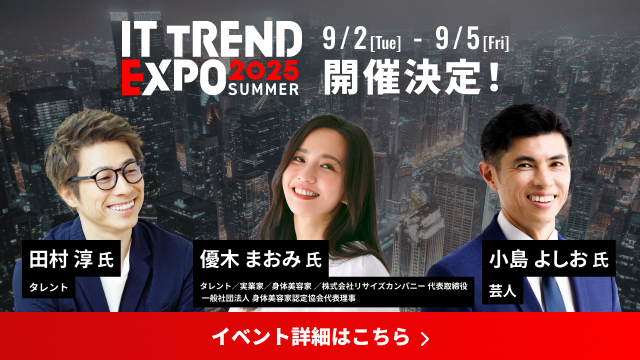 IT TREND EXPO 2025 SUMMER
9/2[Tue] - 9/5[Fri]
開催決定!
田村 淳 氏
タレント
優木 まおみ 氏
タレント／実業家／身体美容家 ／株式会社リサイズカンパニー 代表取締役
一般社団法人 身体美容家認定協会代表理事
小島 よしお 氏
芸人
イベント詳細はこちら >